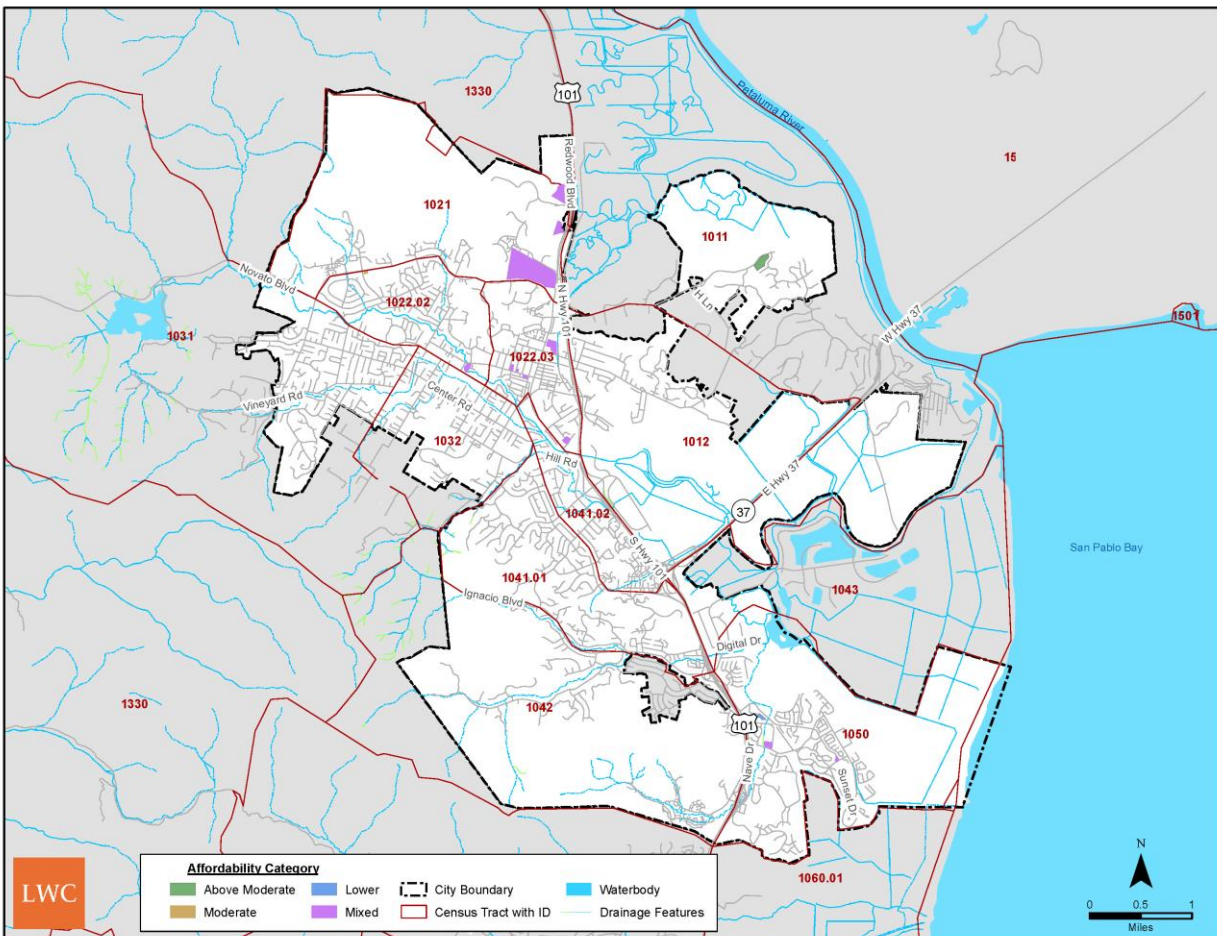 1330
101
Redwood Blvd
Petaluma River
15
1021
1011
Novato Blvd
1022.02
N Hwy 101
H Ln
W Hwy 37
1501
1031
1022.03
Center Rd
Vineyard Rd
1032
1012
Hill Rd
E Hwy 37
37
1041.02
S Hwy 101
San Pablo Bay
1041.01
1043
Ignacio Blvd
Digital Dr
1330
1042
101
1050
Nave Dr
Sunset Dr
1060.01
LWC
Affordability Category
Above Moderate
Lower
City Boundary
Waterbody
Moderate
Mixed
Census Tract with ID
Drainage Features
N
0 0.5 1
Miles